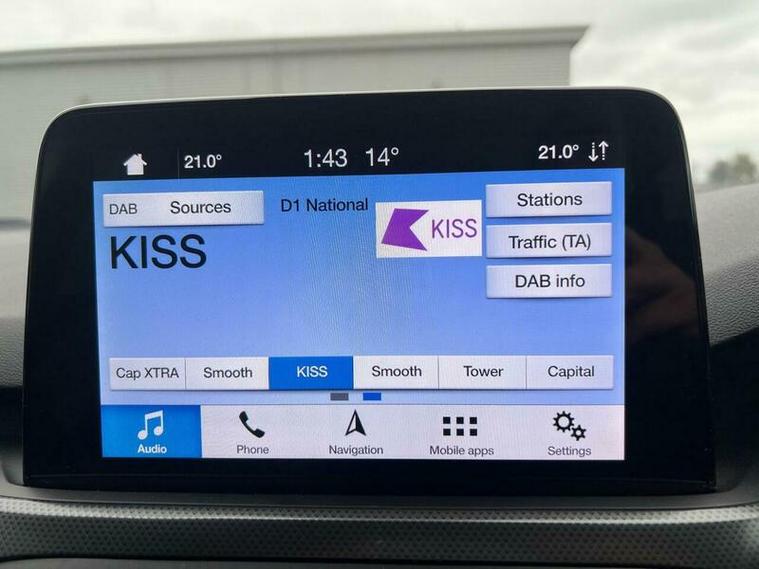 21.0° 1:43 14° 21.0°
DAB Sources D1 National KISS Stations
KISS
Traffic (TA)
DAB info
Cap XTRA Smooth KISS Smooth Tower Capital
Audio Phone Navigation Mobile apps Settings